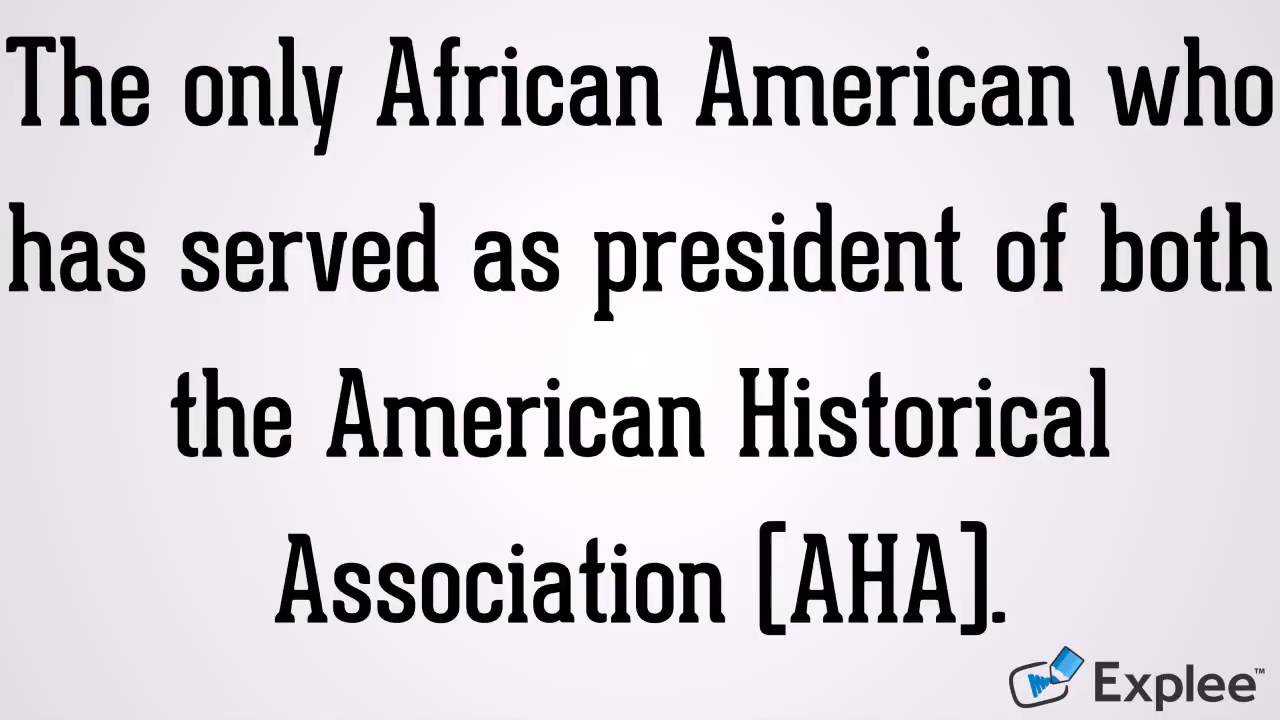 The only African American who
has served as president of both
the American Historical
Association [AHA].
Explee™